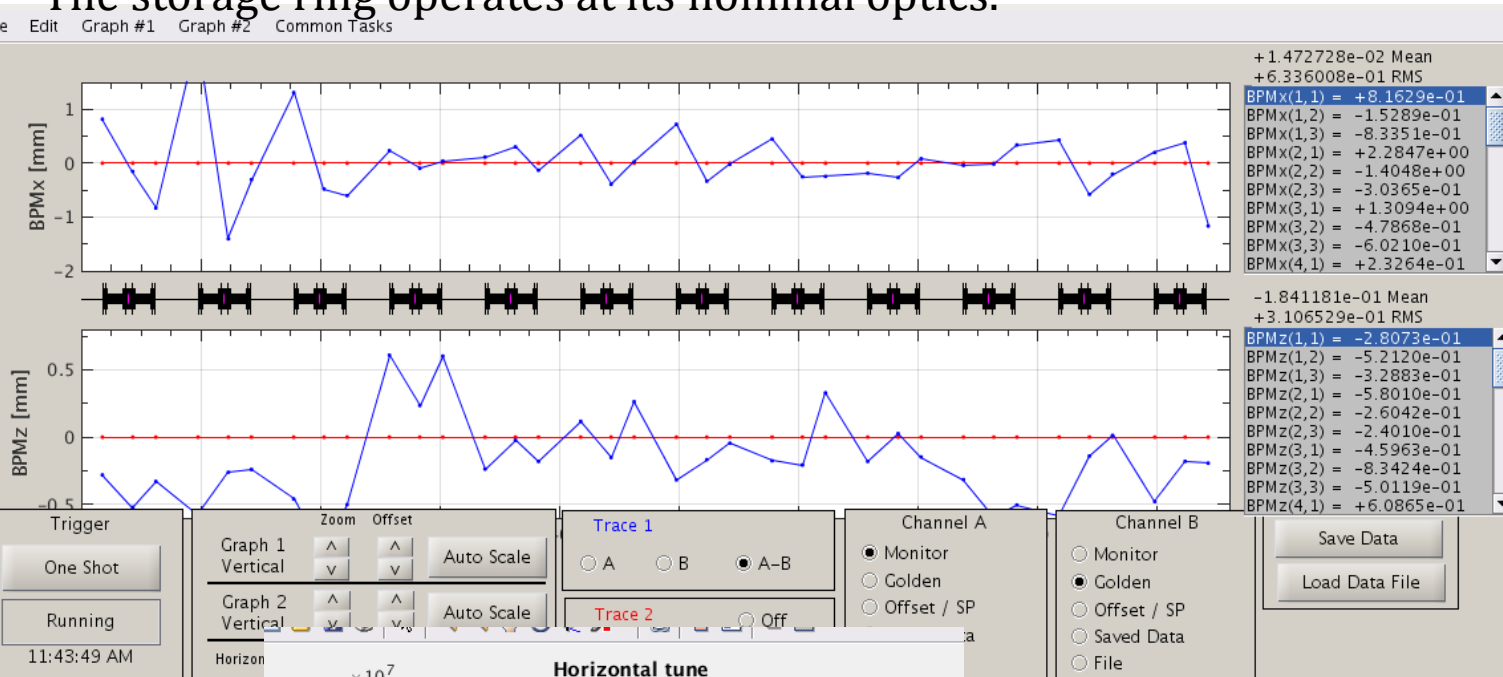 The storage ring operates at its nominal optics.
e Edit Graph #1 Graph #2 Common Tasks
+1.472728e-02 Mean
+6.336008e-01 RMS
BPMx [mm]
1
0
-1
-2
BPMx(1,1) = +8.1629e-01
BPMx(1,2) = -1.5289e-01
BPMx(1,3) = -8.3351e-01
BPMx(2,1) = +2.2847e+00
BPMx(2,2) = -1.4048e+00
BPMx(2,3) = -3.0365e-01
BPMx(3,1) = +1.3094e+00
BPMx(3,2) = -4.7868e-01
BPMx(3,3) = -6.0210e-01
BPMx(4,1) = +2.3264e-01
-1.841181e-01 Mean
+3.106529e-01 RMS
BPMz [mm]
0.5
0
-0.5
BPMz(1,1) = -2.8073e-01
BPMz(1,2) = -5.2120e-01
BPMz(1,3) = -3.2883e-01
BPMz(2,1) = -5.8010e-01
BPMz(2,2) = -2.6042e-01
BPMz(2,3) = -2.4010e-01
BPMz(3,1) = -4.5963e-01
BPMz(3,2) = -8.3424e-01
BPMz(3,3) = -5.0119e-01
BPMz(4,1) = +6.0865e-01
Trigger
One Shot
Running
11:43:49 AM
Zoom Offset
Graph 1
Vertical
^ ^
v v
Auto Scale
Graph 2
Vertical
^ ^
v v
Auto Scale
Horizon
Trace 1
A B A-B
Trace 2 Off
Channel A
Monitor
Golden
Offset / SP
ta
Channel B
Monitor
Golden
Offset / SP
Saved Data
File
Save Data
Load Data File
×10⁷
Horizontal tune